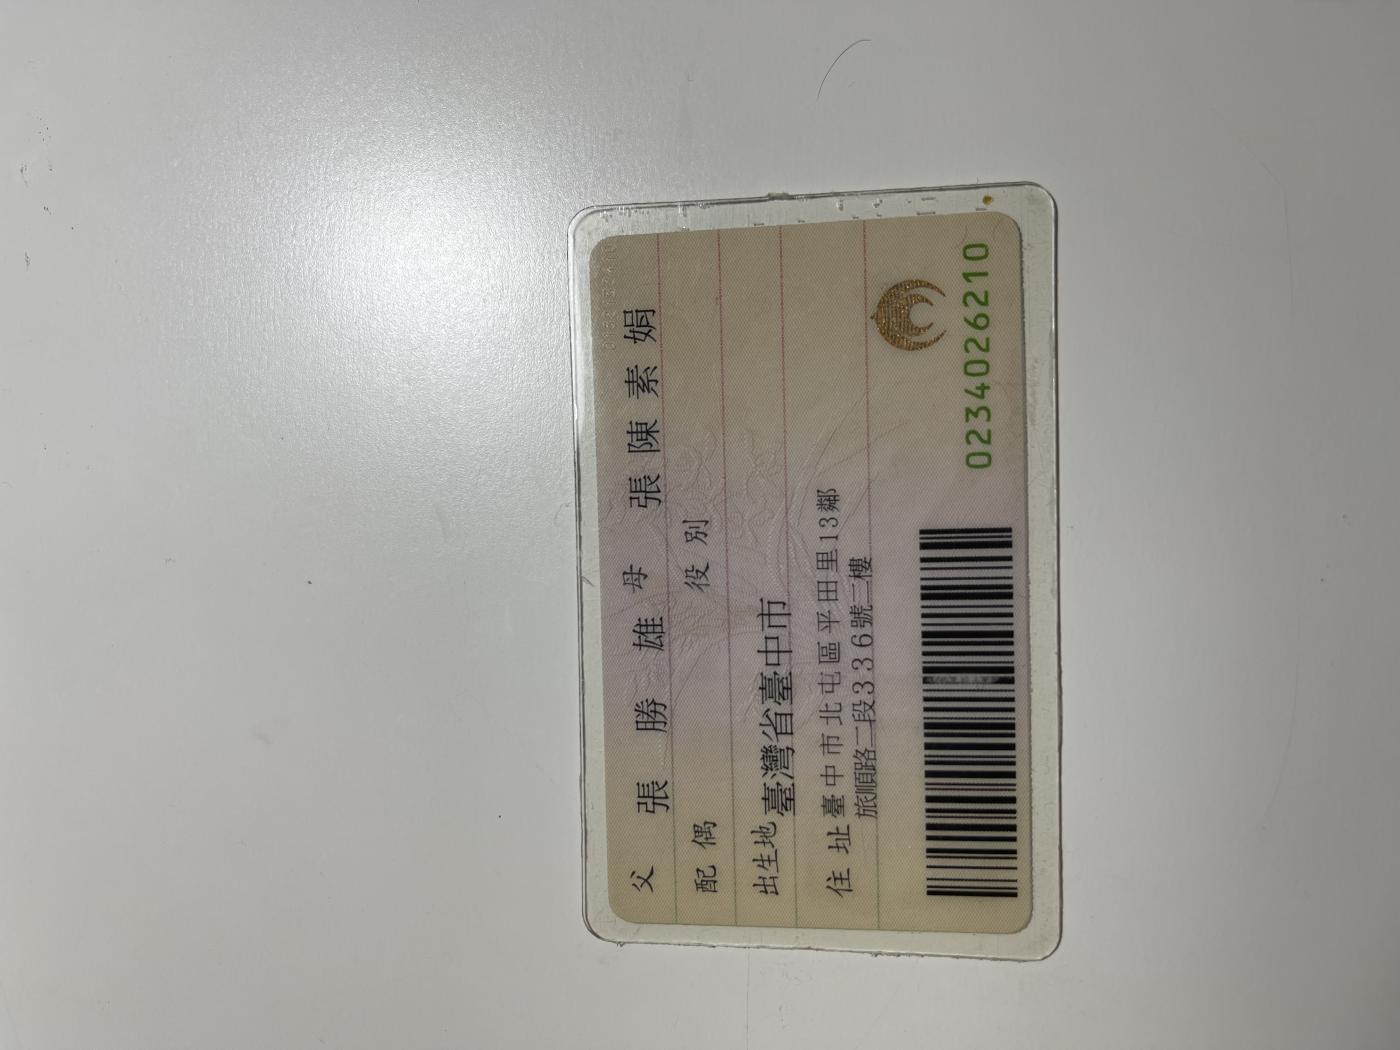 父 張勝雄 母 張陳素娟
配偶 役別
出生地 臺灣省臺中市
住址 臺中市北屯區平田里13鄰
旅順路二段336號三樓
0234026210